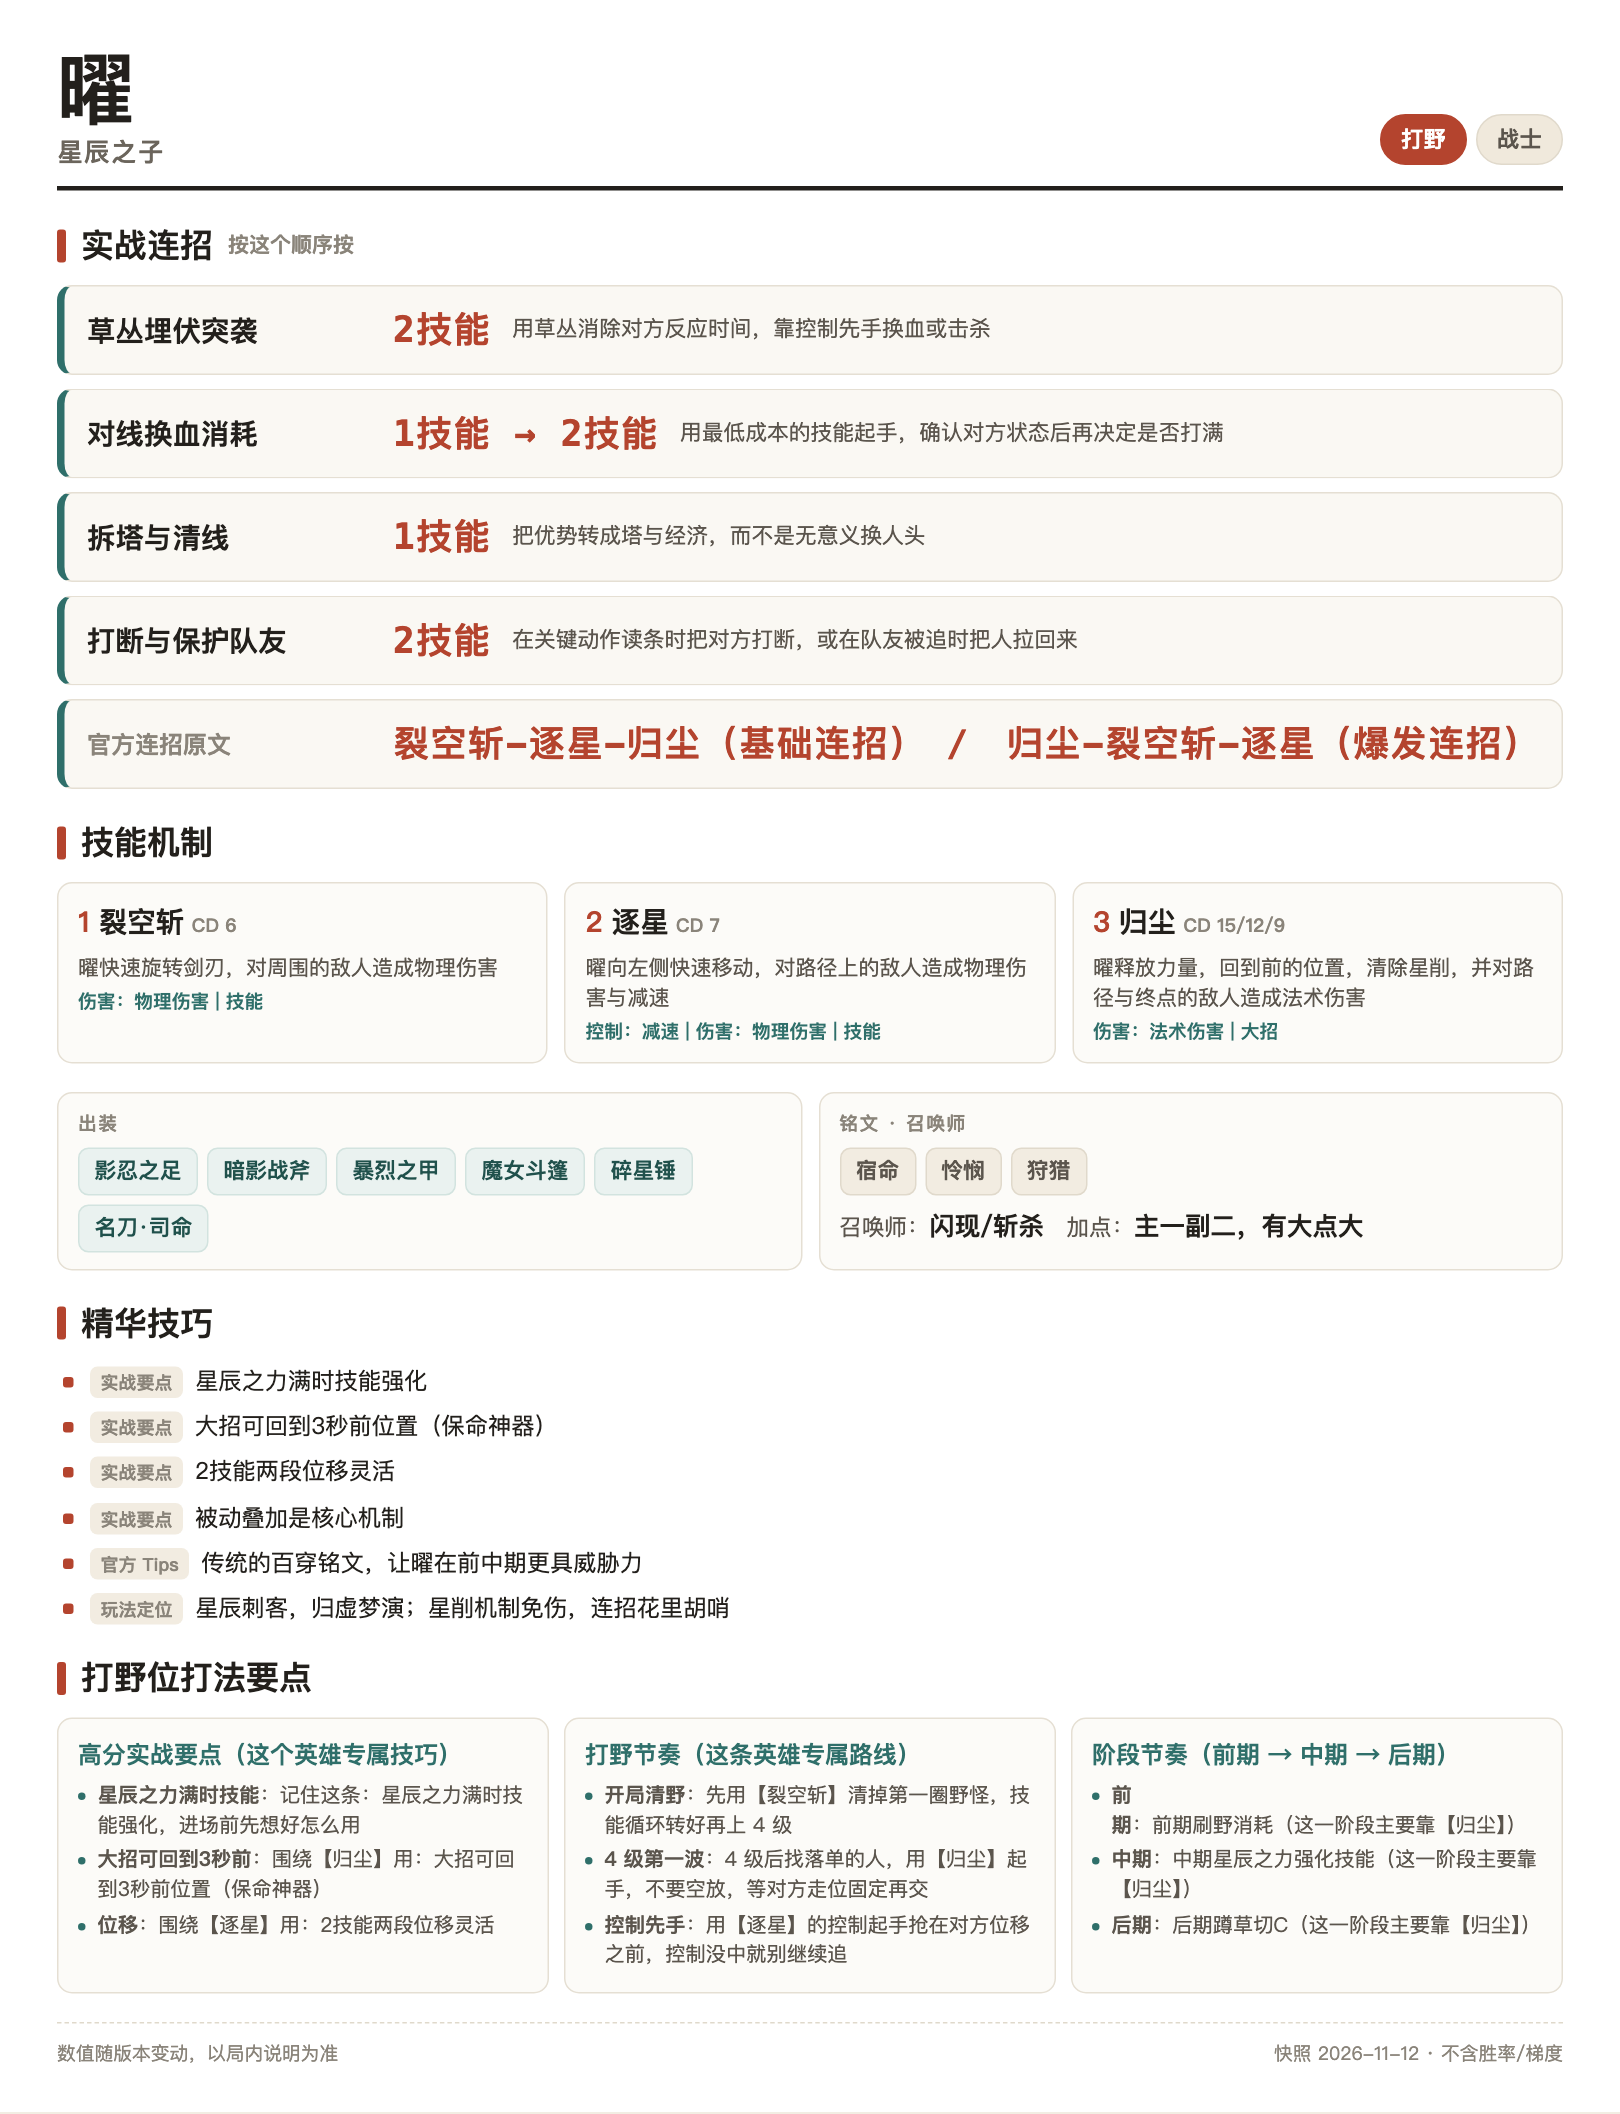 曜
星辰之子
打野 战士
实战连招 按这个顺序按
草丛埋伏突袭 2技能 用草丛消除对方反应时间，靠控制先手换血或击杀
对线换血消耗 1技能 → 2技能 用最低成本的技能起手，确认对方状态后再决定是否打满
拆塔与清线 1技能 把优势转成塔与经济，而不是无意义换人头
打断与保护队友 2技能 在关键动作读条时把对方打断，或在队友被追时把人拉回来
官方连招原文 裂空斩–逐星–归尘（基础连招） / 归尘–裂空斩–逐星（爆发连招）
技能机制
1 裂空斩 CD 6
曜快速旋转剑刃，对周围的敌人造成物理伤害
伤害：物理伤害 | 技能
2 逐星 CD 7
曜向左侧快速移动，对路径上的敌人造成物理伤
害与减速
控制：减速 | 伤害：物理伤害 | 技能
3 归尘 CD 15/12/9
曜释放力量，回到前的位置，清除星削，并对路
径与终点的敌人造成法术伤害
伤害：法术伤害 | 大招
出装
影忍之足 暗影战斧 暴烈之甲 魔女斗篷 碎星锤
名刀·司命
铭文 · 召唤师
宿命 怜悯 狩猎
召唤师：闪现/斩杀 加点：主一副二，有大点大
精华技巧
实战要点 星辰之力满时技能强化
实战要点 大招可回到3秒前位置（保命神器）
实战要点 2技能两段位移灵活
实战要点 被动叠加是核心机制
官方 Tips 传统的百穿铭文，让曜在前中期更具威胁力
玩法定位 星辰刺客，归虚梦演；星削机制免伤，连招花里胡哨
打野位打法要点
高分实战要点（这个英雄专属技巧）
星辰之力满时技能：记住这条：星辰之力满时技
能强化，进场前先想好怎么用
大招可回到3秒前：围绕【归尘】用：大招可回
到3秒前位置（保命神器）
位移：围绕【逐星】用：2技能两段位移灵活
打野节奏（这条英雄专属路线）
开局清野：先用【裂空斩】清掉第一圈野怪，技
能循环转好再上 4 级
4 级第一波：4 级后找落单的人，用【归尘】起
手，不要空放，等对方走位固定再交
控制先手：用【逐星】的控制起手抢在对方位移
之前，控制没中就别继续追
阶段节奏（前期 → 中期 → 后期）
前
期：前期刷野消耗（这一阶段主要靠【归尘】）
中期：中期星辰之力强化技能（这一阶段主要靠
【归尘】）
后期：后期蹲草切C（这一阶段主要靠【归尘】）
数值随版本变动，以局内说明为准
快照 2026–11–12 · 不含胜率/梯度